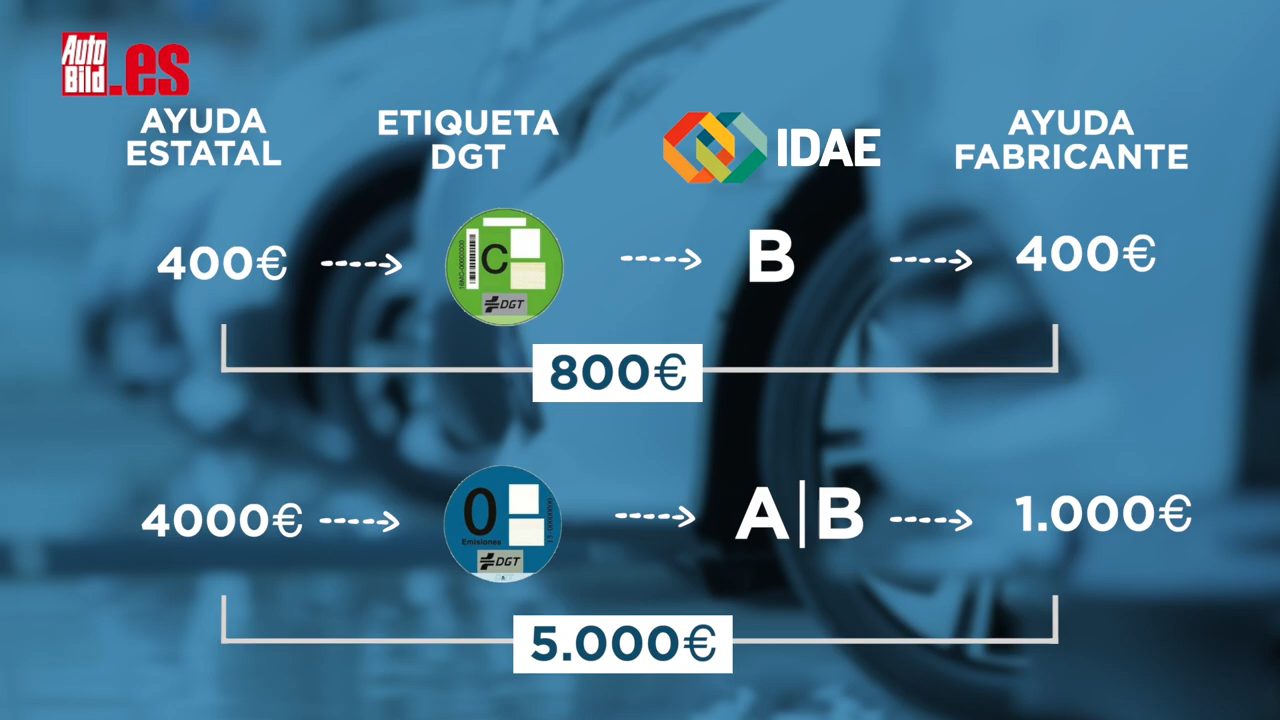 Auto
Bild
.es
AYUDA
ESTATAL
ETIQUETA
DGT
IDAE
AYUDA
FABRICANTE
400€
C
DGT
B
400€
800€
4000€
0
Emisiones
DGT
A|B
1.000€
5.000€